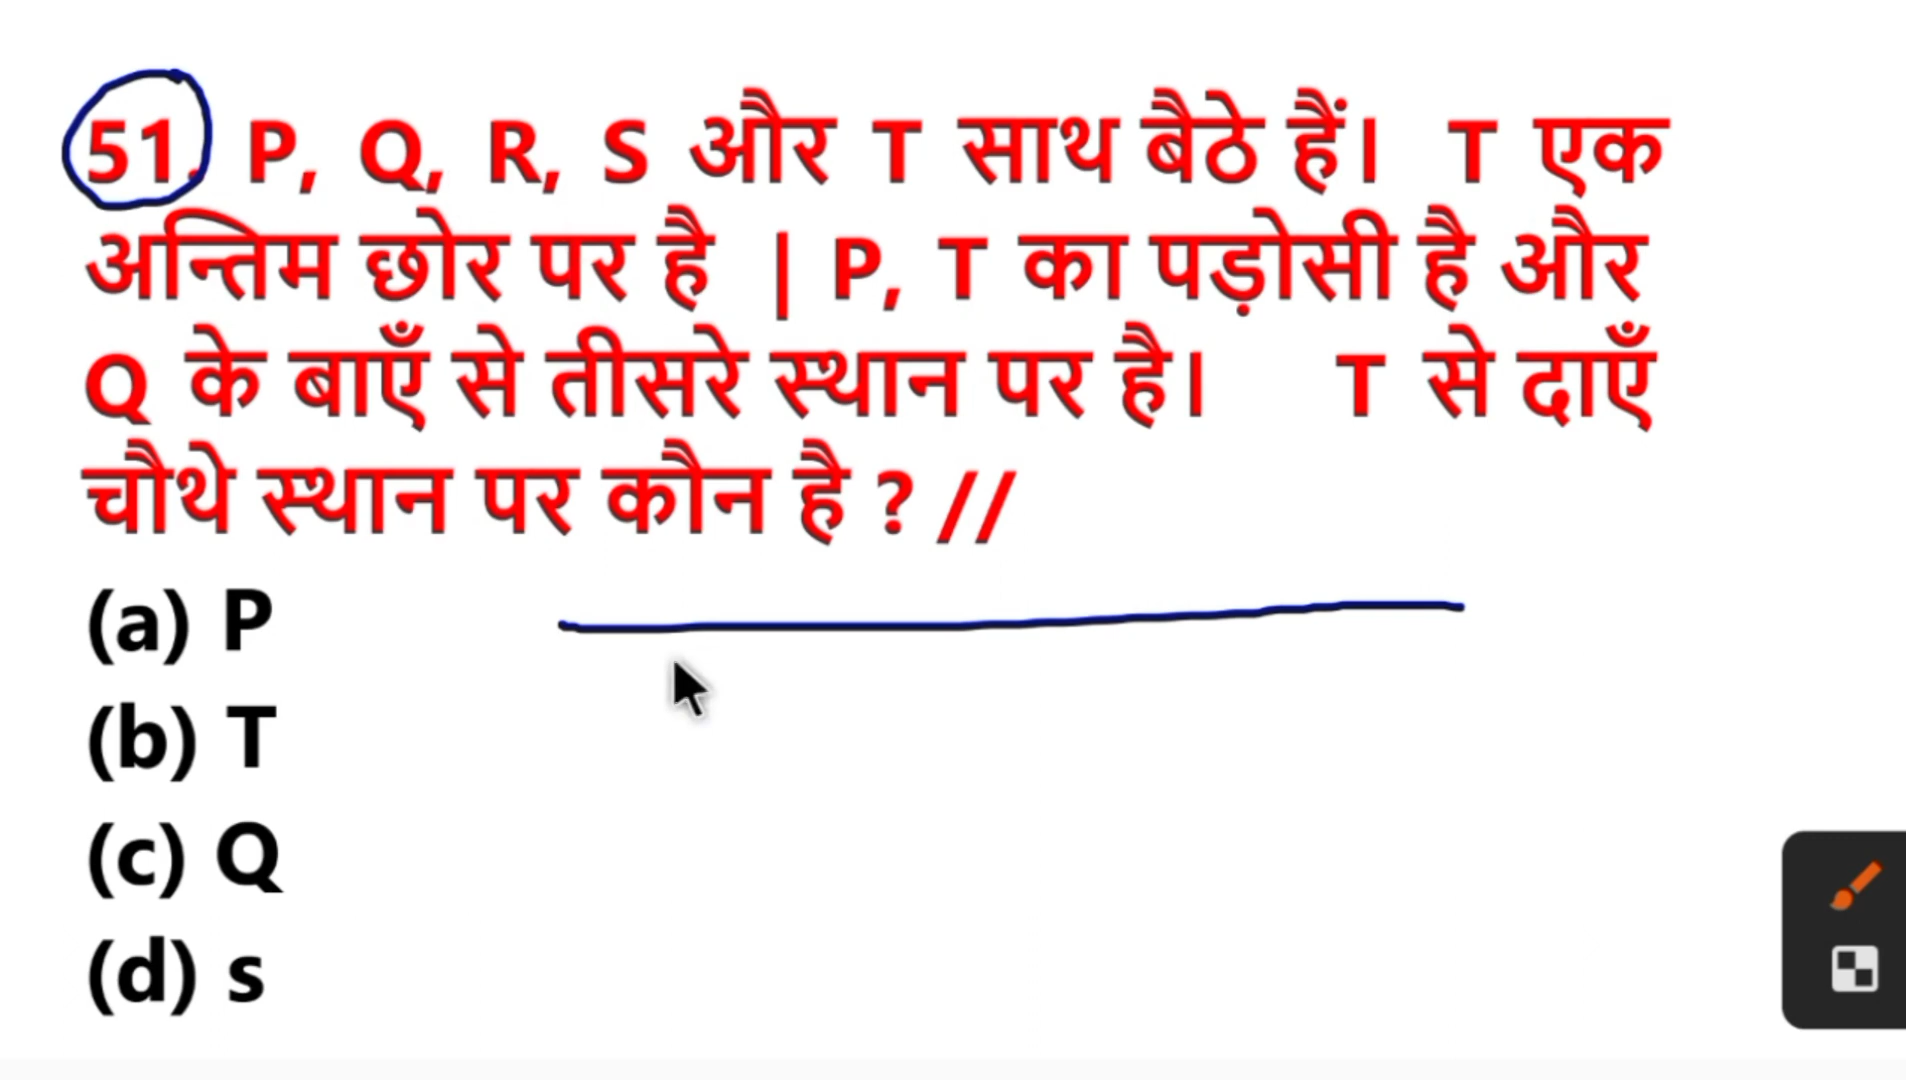 51. P, Q, R, S और T साथ बैठे हैं। T एक
अन्तिम छोर पर है | P, T का पड़ोसी है और
Q के बाएँ से तीसरे स्थान पर है। T से दाएँ
चौथे स्थान पर कौन है ? //
(a) P
(b) T
(c) Q
(d) s